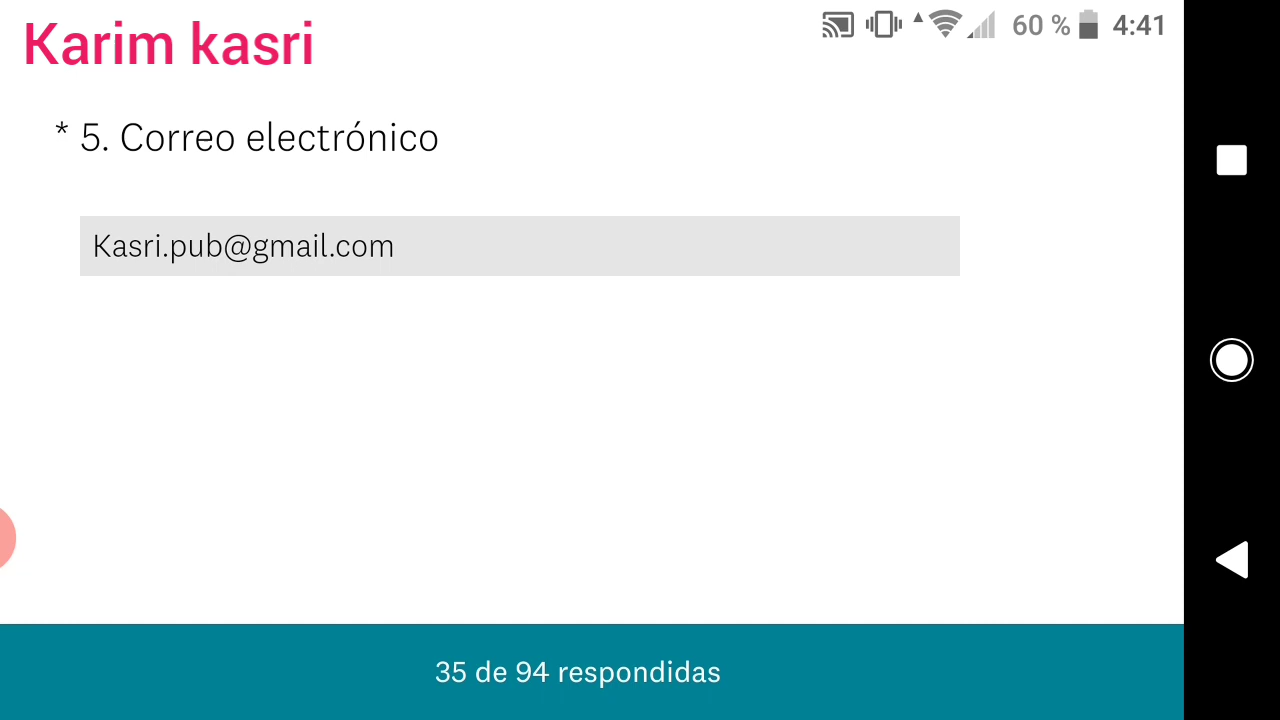 Karim kasri
60 % 4:41
* 5. Correo electrónico
Kasri.pub@gmail.com
35 de 94 respondidas